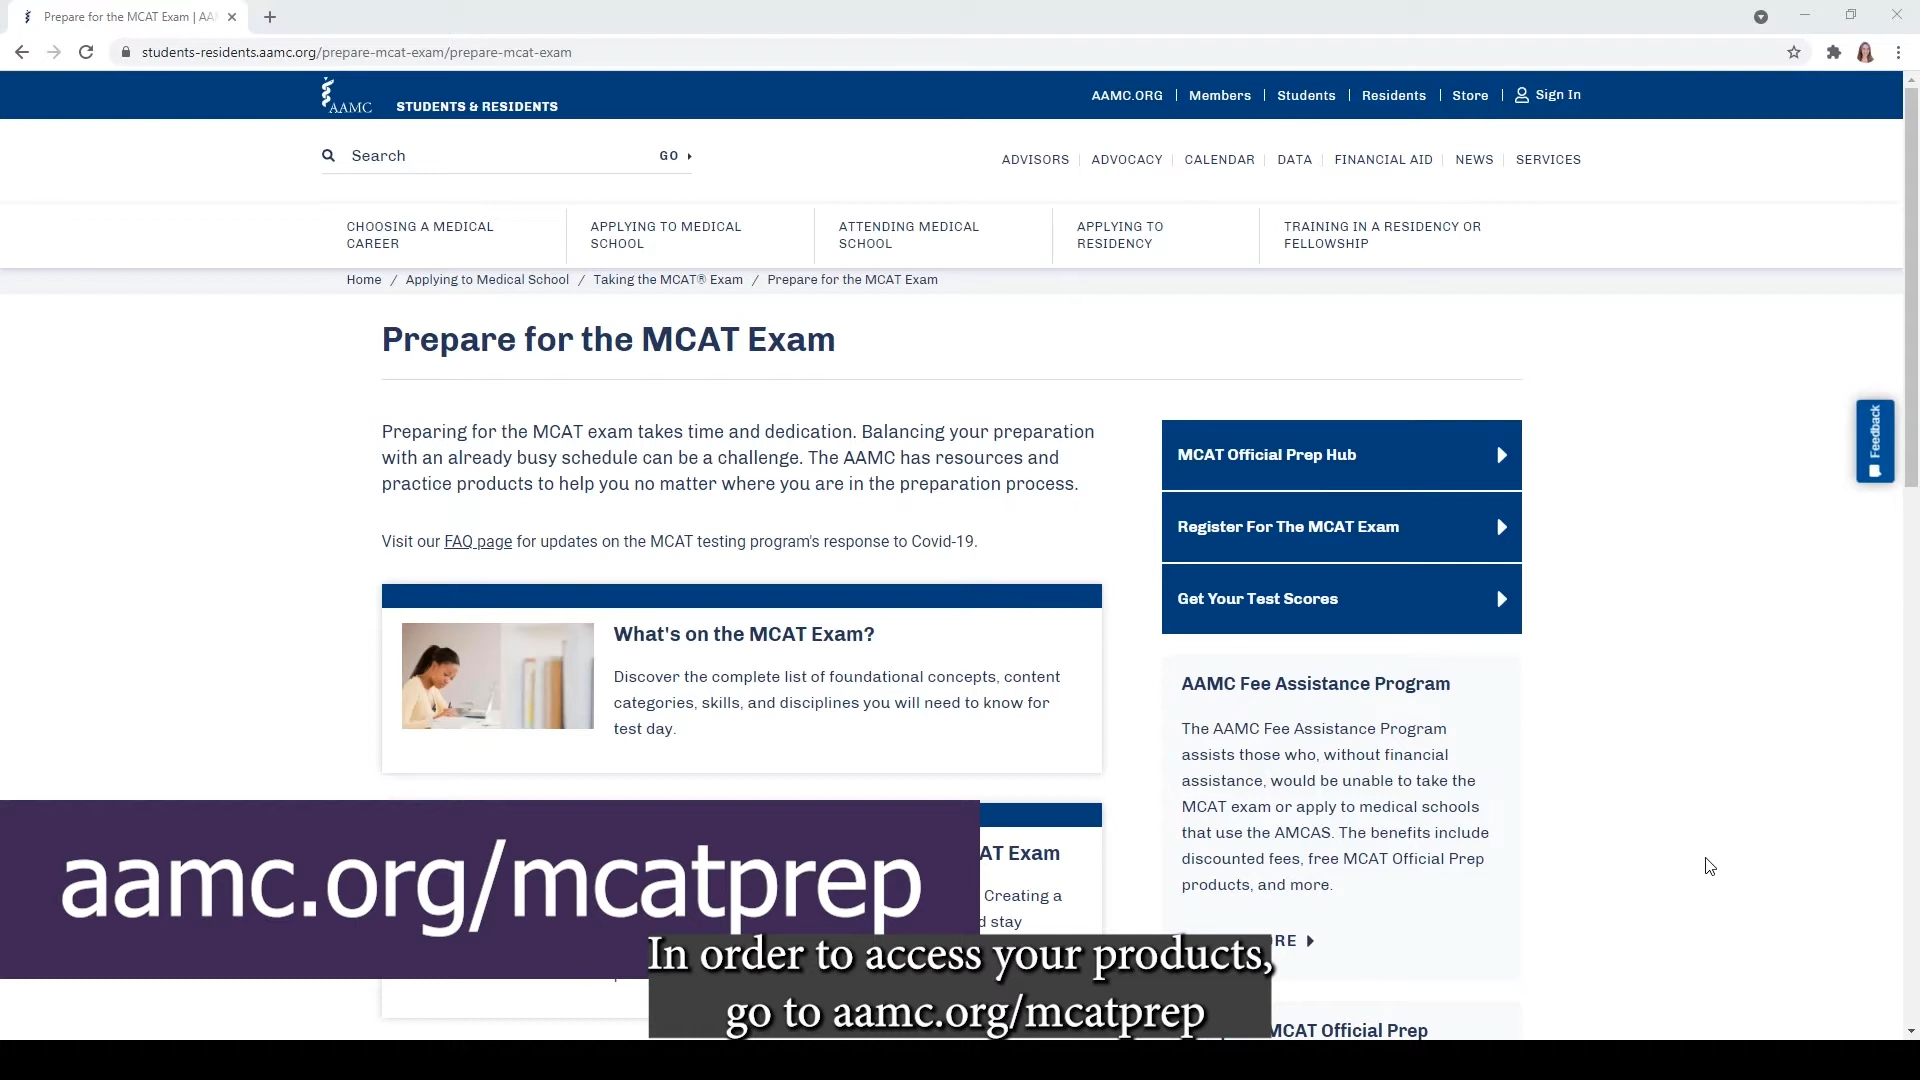 Prepare for the MCAT Exam | AA
students-residents.aamc.org/prepare-mcat-exam/prepare-mcat-exam
AAMC
STUDENTS & RESIDENTS
AAMC.ORG | Members | Students | Residents | Store | Sign In
Search
GO
ADVISORS
ADVOCACY
CALENDAR
DATA
FINANCIAL AID
NEWS
SERVICES
CHOOSING A MEDICAL
CAREER
APPLYING TO MEDICAL
SCHOOL
ATTENDING MEDICAL
SCHOOL
APPLYING TO
RESIDENCY
TRAINING IN A RESIDENCY OR
FELLOWSHIP
Home / Applying to Medical School / Taking the MCAT® Exam / Prepare for the MCAT Exam
Prepare for the MCAT Exam
Preparing for the MCAT exam takes time and dedication. Balancing your preparation
with an already busy schedule can be a challenge. The AAMC has resources and
practice products to help you no matter where you are in the preparation process.
Visit our FAQ page for updates on the MCAT testing program's response to Covid-19.
What's on the MCAT Exam?
Discover the complete list of foundational concepts, content
categories, skills, and disciplines you will need to know for
test day.
AT Exam
Creating a
d stay
MCAT Official Prep Hub
Register For The MCAT Exam
Get Your Test Scores
AAMC Fee Assistance Program
The AAMC Fee Assistance Program
assists those who, without financial
assistance, would be unable to take the
MCAT exam or apply to medical schools
that use the AMCAS. The benefits include
discounted fees, free MCAT Official Prep
products, and more.
RE
MCAT Official Prep
Feedback
aamc.org/mcatprep
In order to access your products,
go to aamc.org/mcatprep